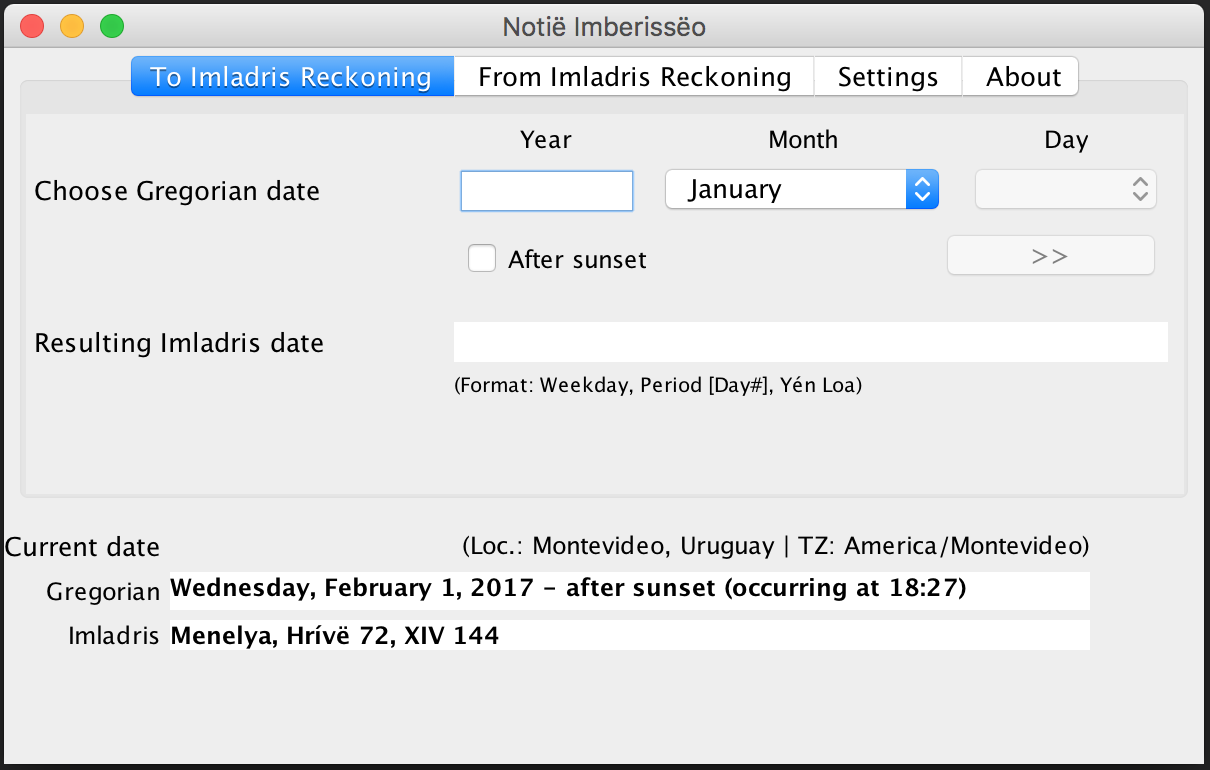 Notië Imberissëo
To Imladris Reckoning From Imladris Reckoning Settings About
Year Month Day
Choose Gregorian date January
After sunset >>
Resulting Imladris date
(Format: Weekday, Period [Day#], Yén Loa)
Current date (Loc.: Montevideo, Uruguay | TZ: America/Montevideo)
Gregorian Wednesday, February 1, 2017 – after sunset (occurring at 18:27)
Imladris Menelya, Hrívë 72, XIV 144